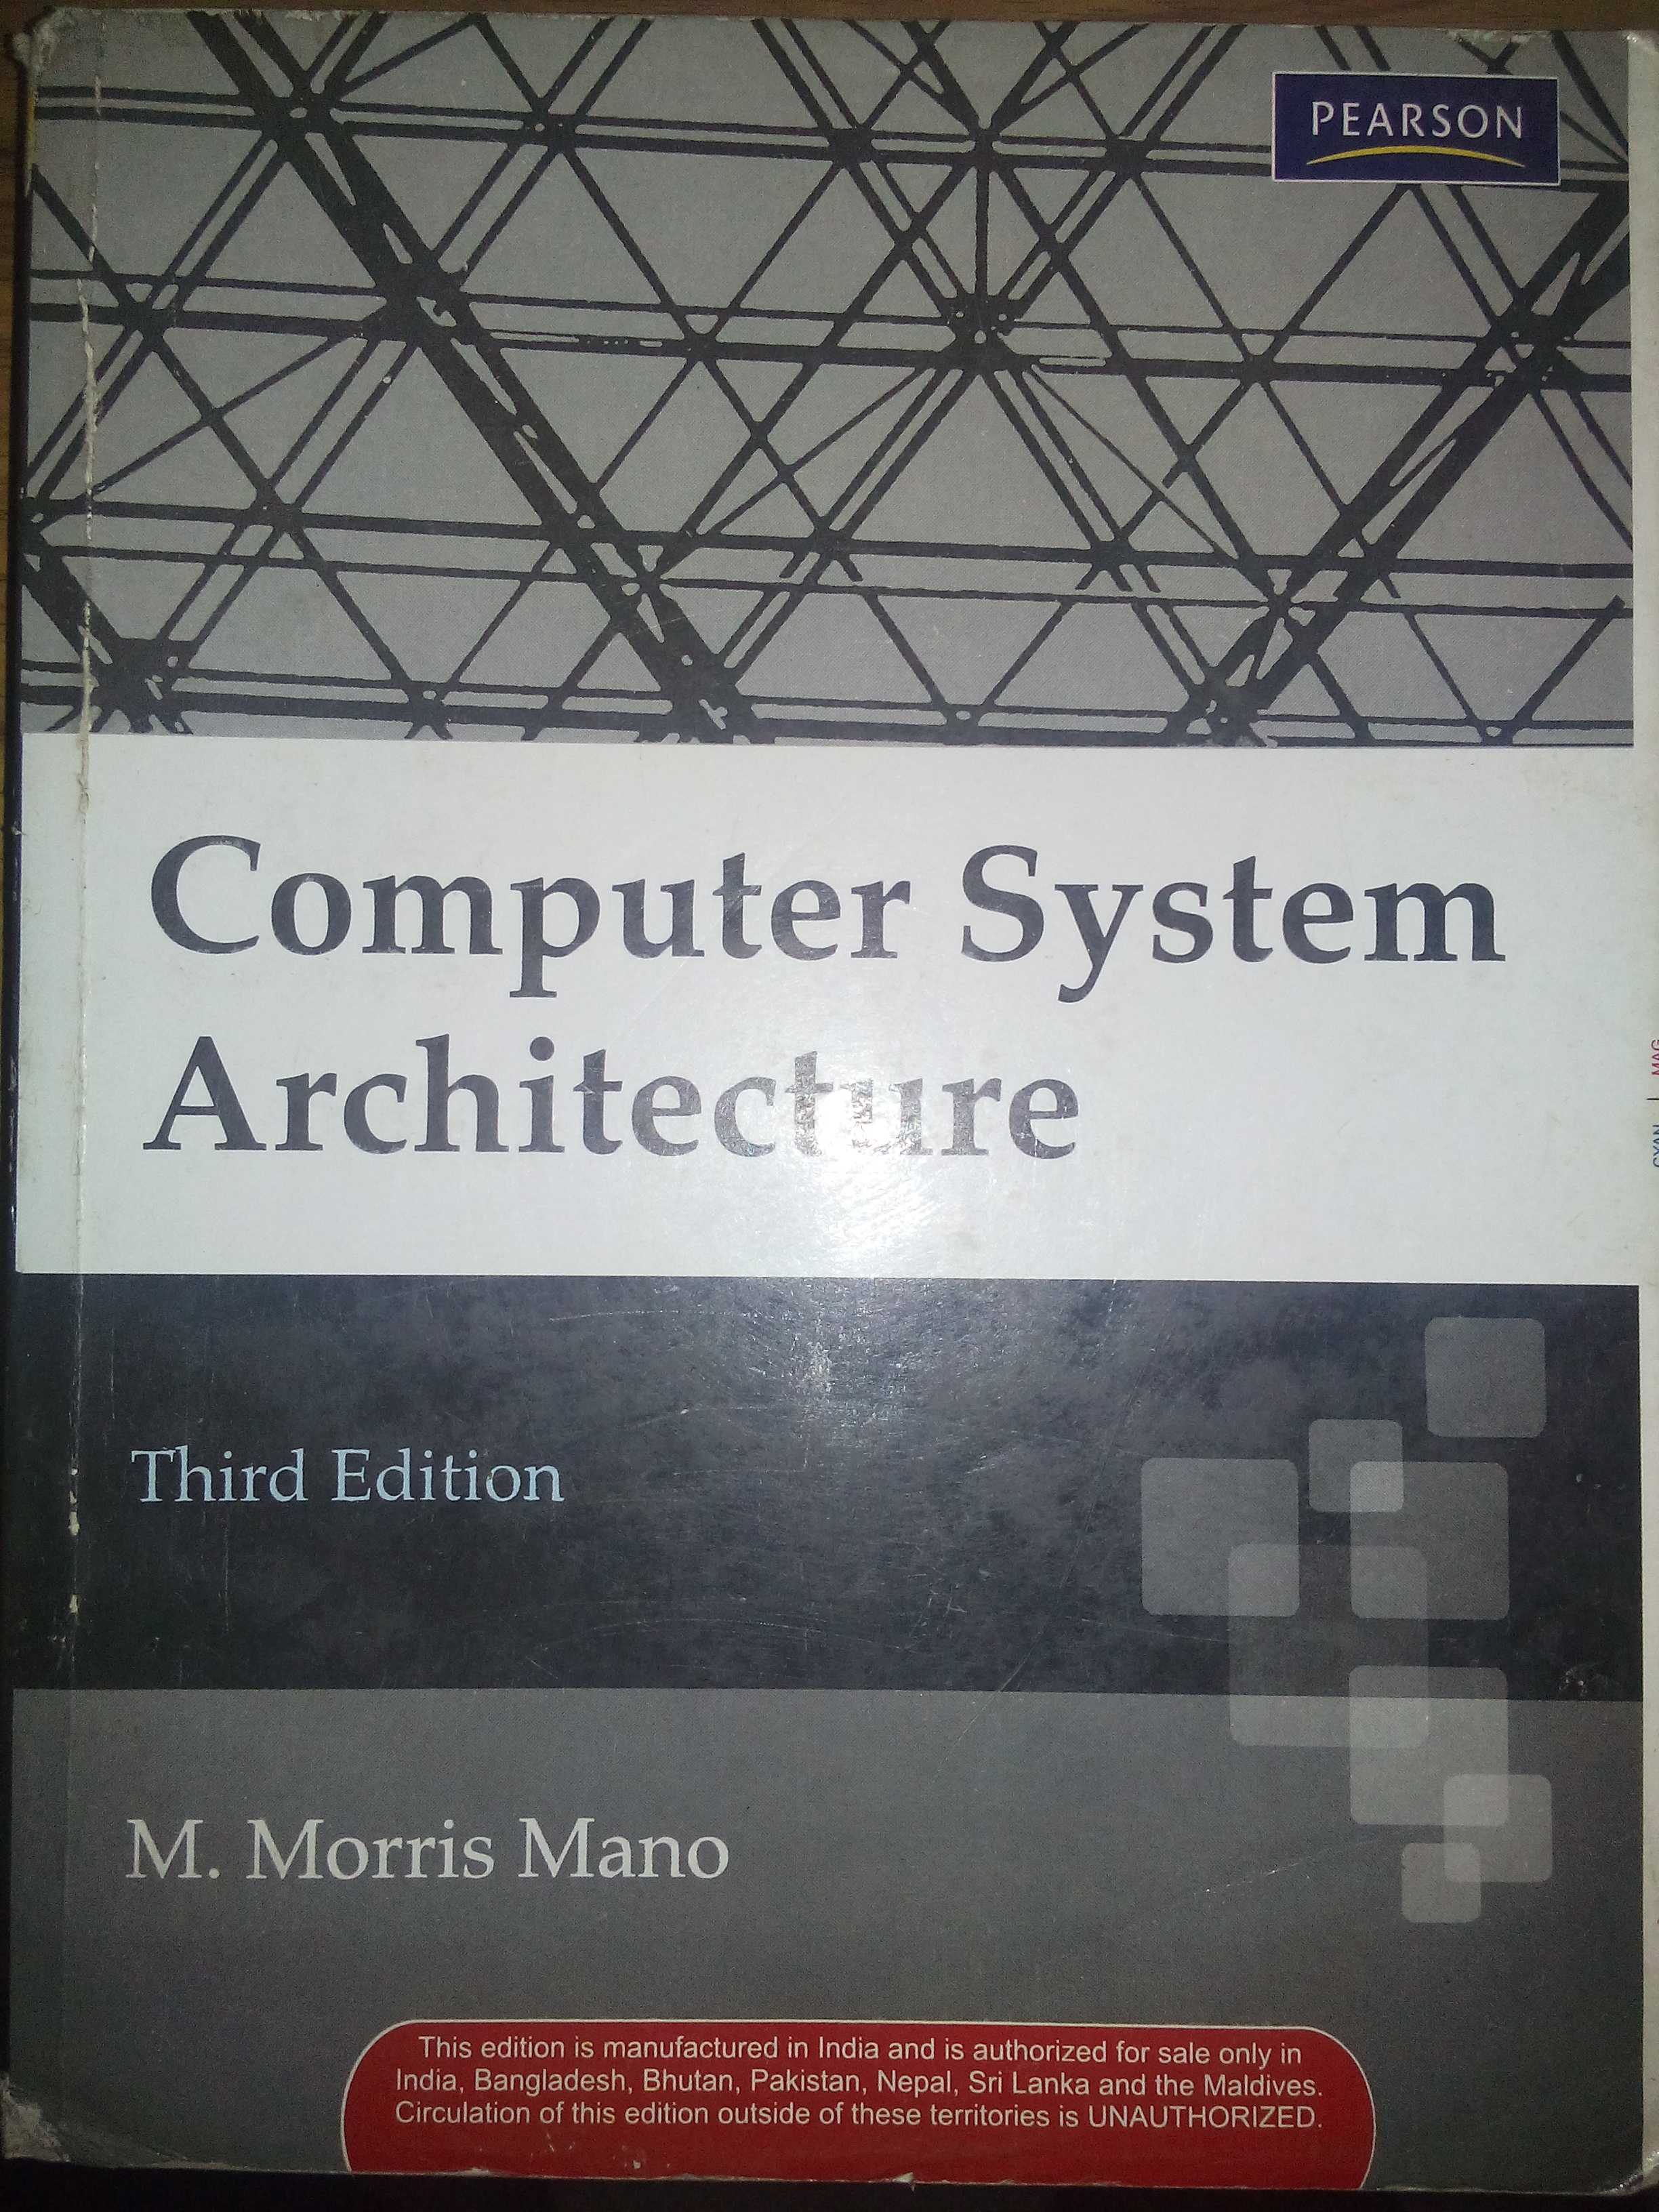 PEARSON
Computer System
Architecture
MAG
CYAN
Third Edition
M. Morris Mano
This edition is manufactured in India and is authorized for sale only in
India, Bangladesh, Bhutan, Pakistan, Nepal, Sri Lanka and the Maldives.
Circulation of this edition outside of these territories is UNAUTHORIZED.